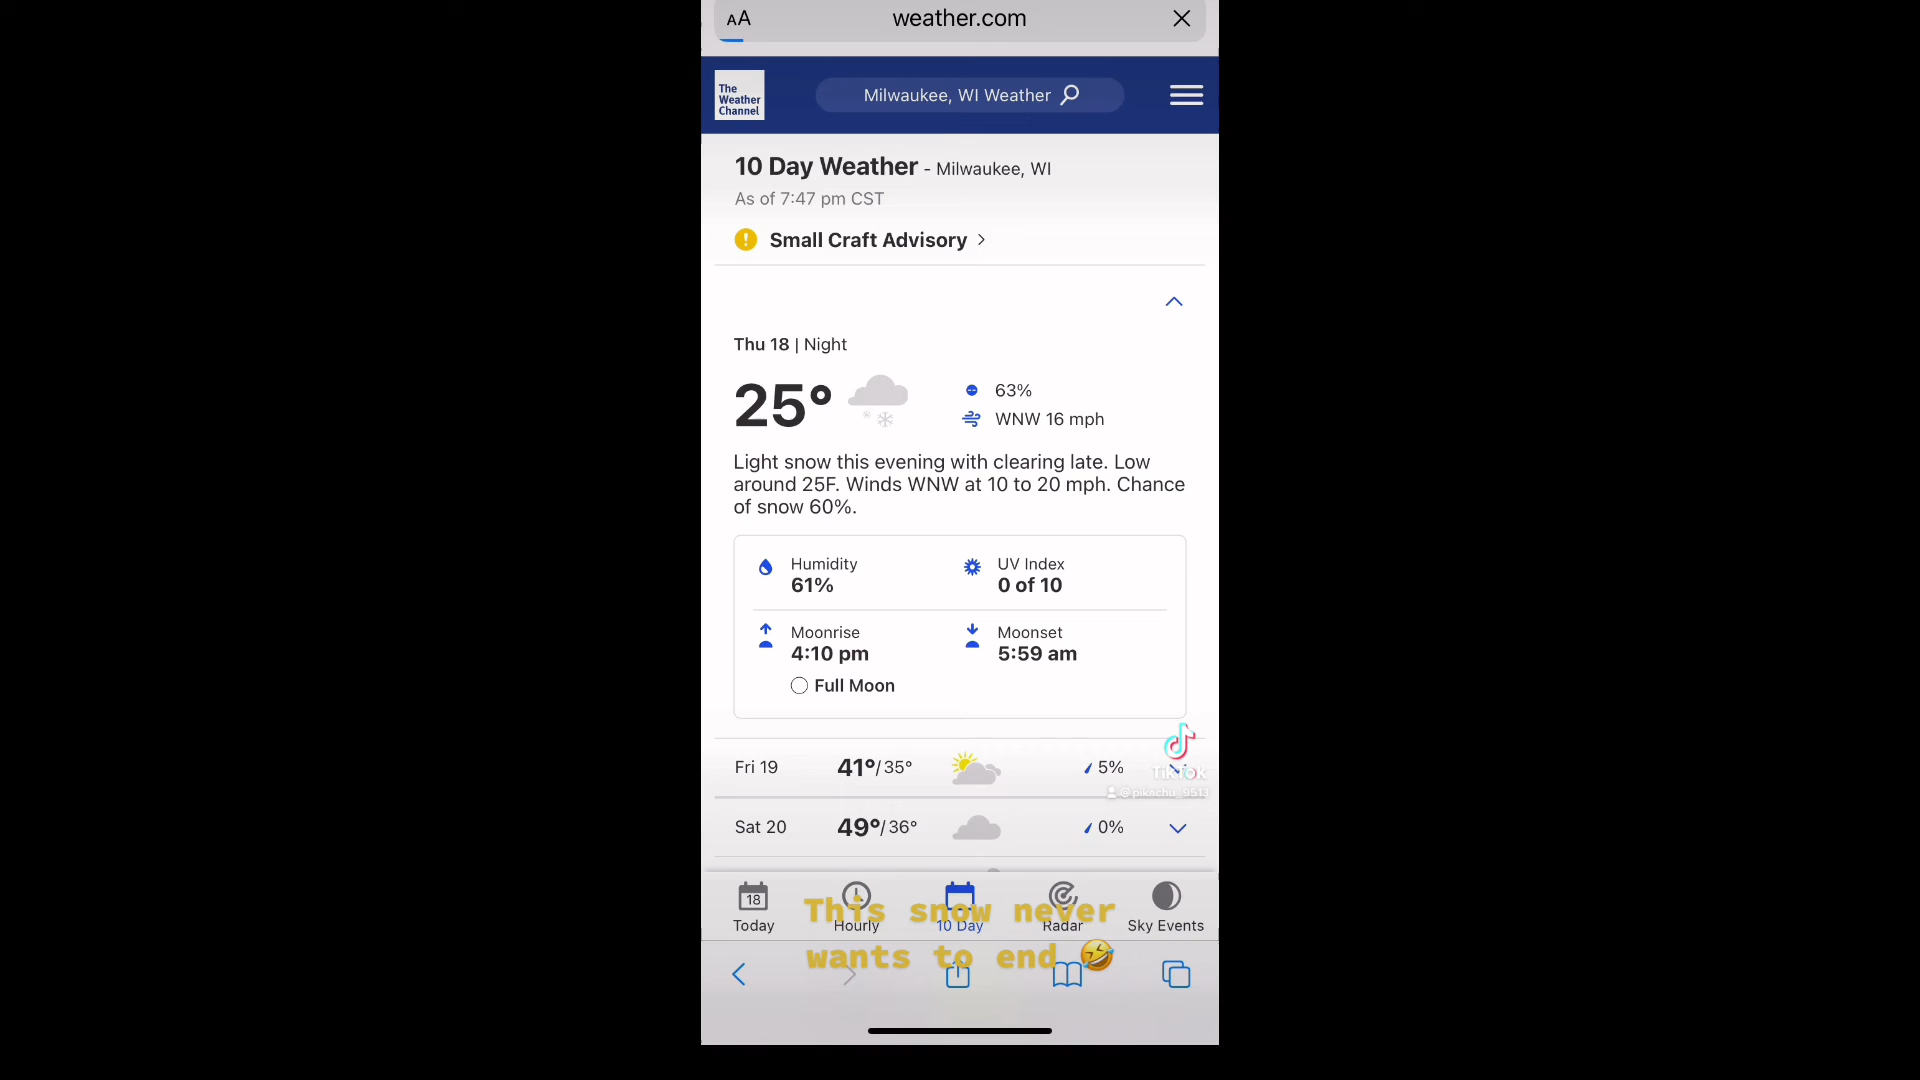 AA weather.com
The
Weather
Channel
Milwaukee, WI Weather
10 Day Weather - Milwaukee, WI
As of 7:47 pm CST
Small Craft Advisory
Thu 18 | Night
25°
63%
WNW 16 mph
Light snow this evening with clearing late. Low
around 25F. Winds WNW at 10 to 20 mph. Chance
of snow 60%.
Humidity
61%
UV Index
0 of 10
Moonrise
4:10 pm
Moonset
5:59 am
Full Moon
TikTok
@pikachu_9513
Fri 19 41°/35° 5%
Sat 20 49°/36° 0%
18
Today Hourly 10 Day Radar Sky Events
This snow never
wants to end 🤣